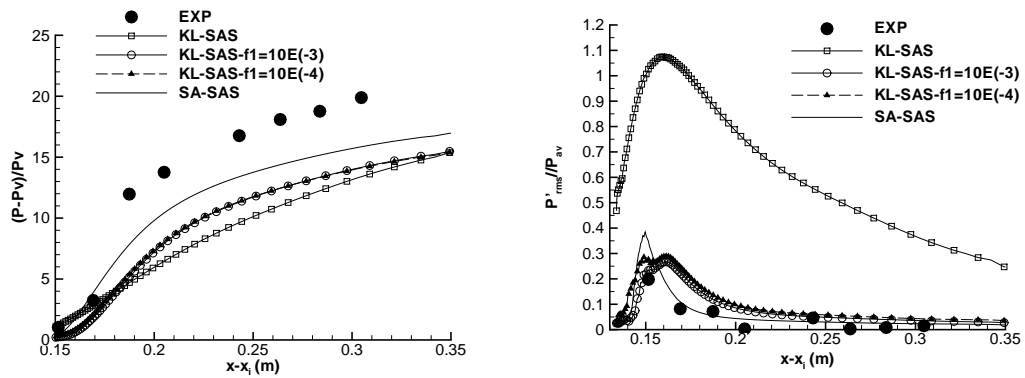 EXP
KL-SAS
KL-SAS-f1=10E(-3)
KL-SAS-f1=10E(-4)
SA-SAS
25
20
15
10
5
0
(P-Pv)/Pv
0.15 0.2 0.25 0.3 0.35
x-xi (m)
EXP
KL-SAS
KL-SAS-f1=10E(-3)
KL-SAS-f1=10E(-4)
SA-SAS
1.2
1.1
1
0.9
0.8
0.7
0.6
0.5
0.4
0.3
0.2
0.1
0
P'rms//Pav
0.15 0.2 0.25 0.3 0.35
x-xi (m)